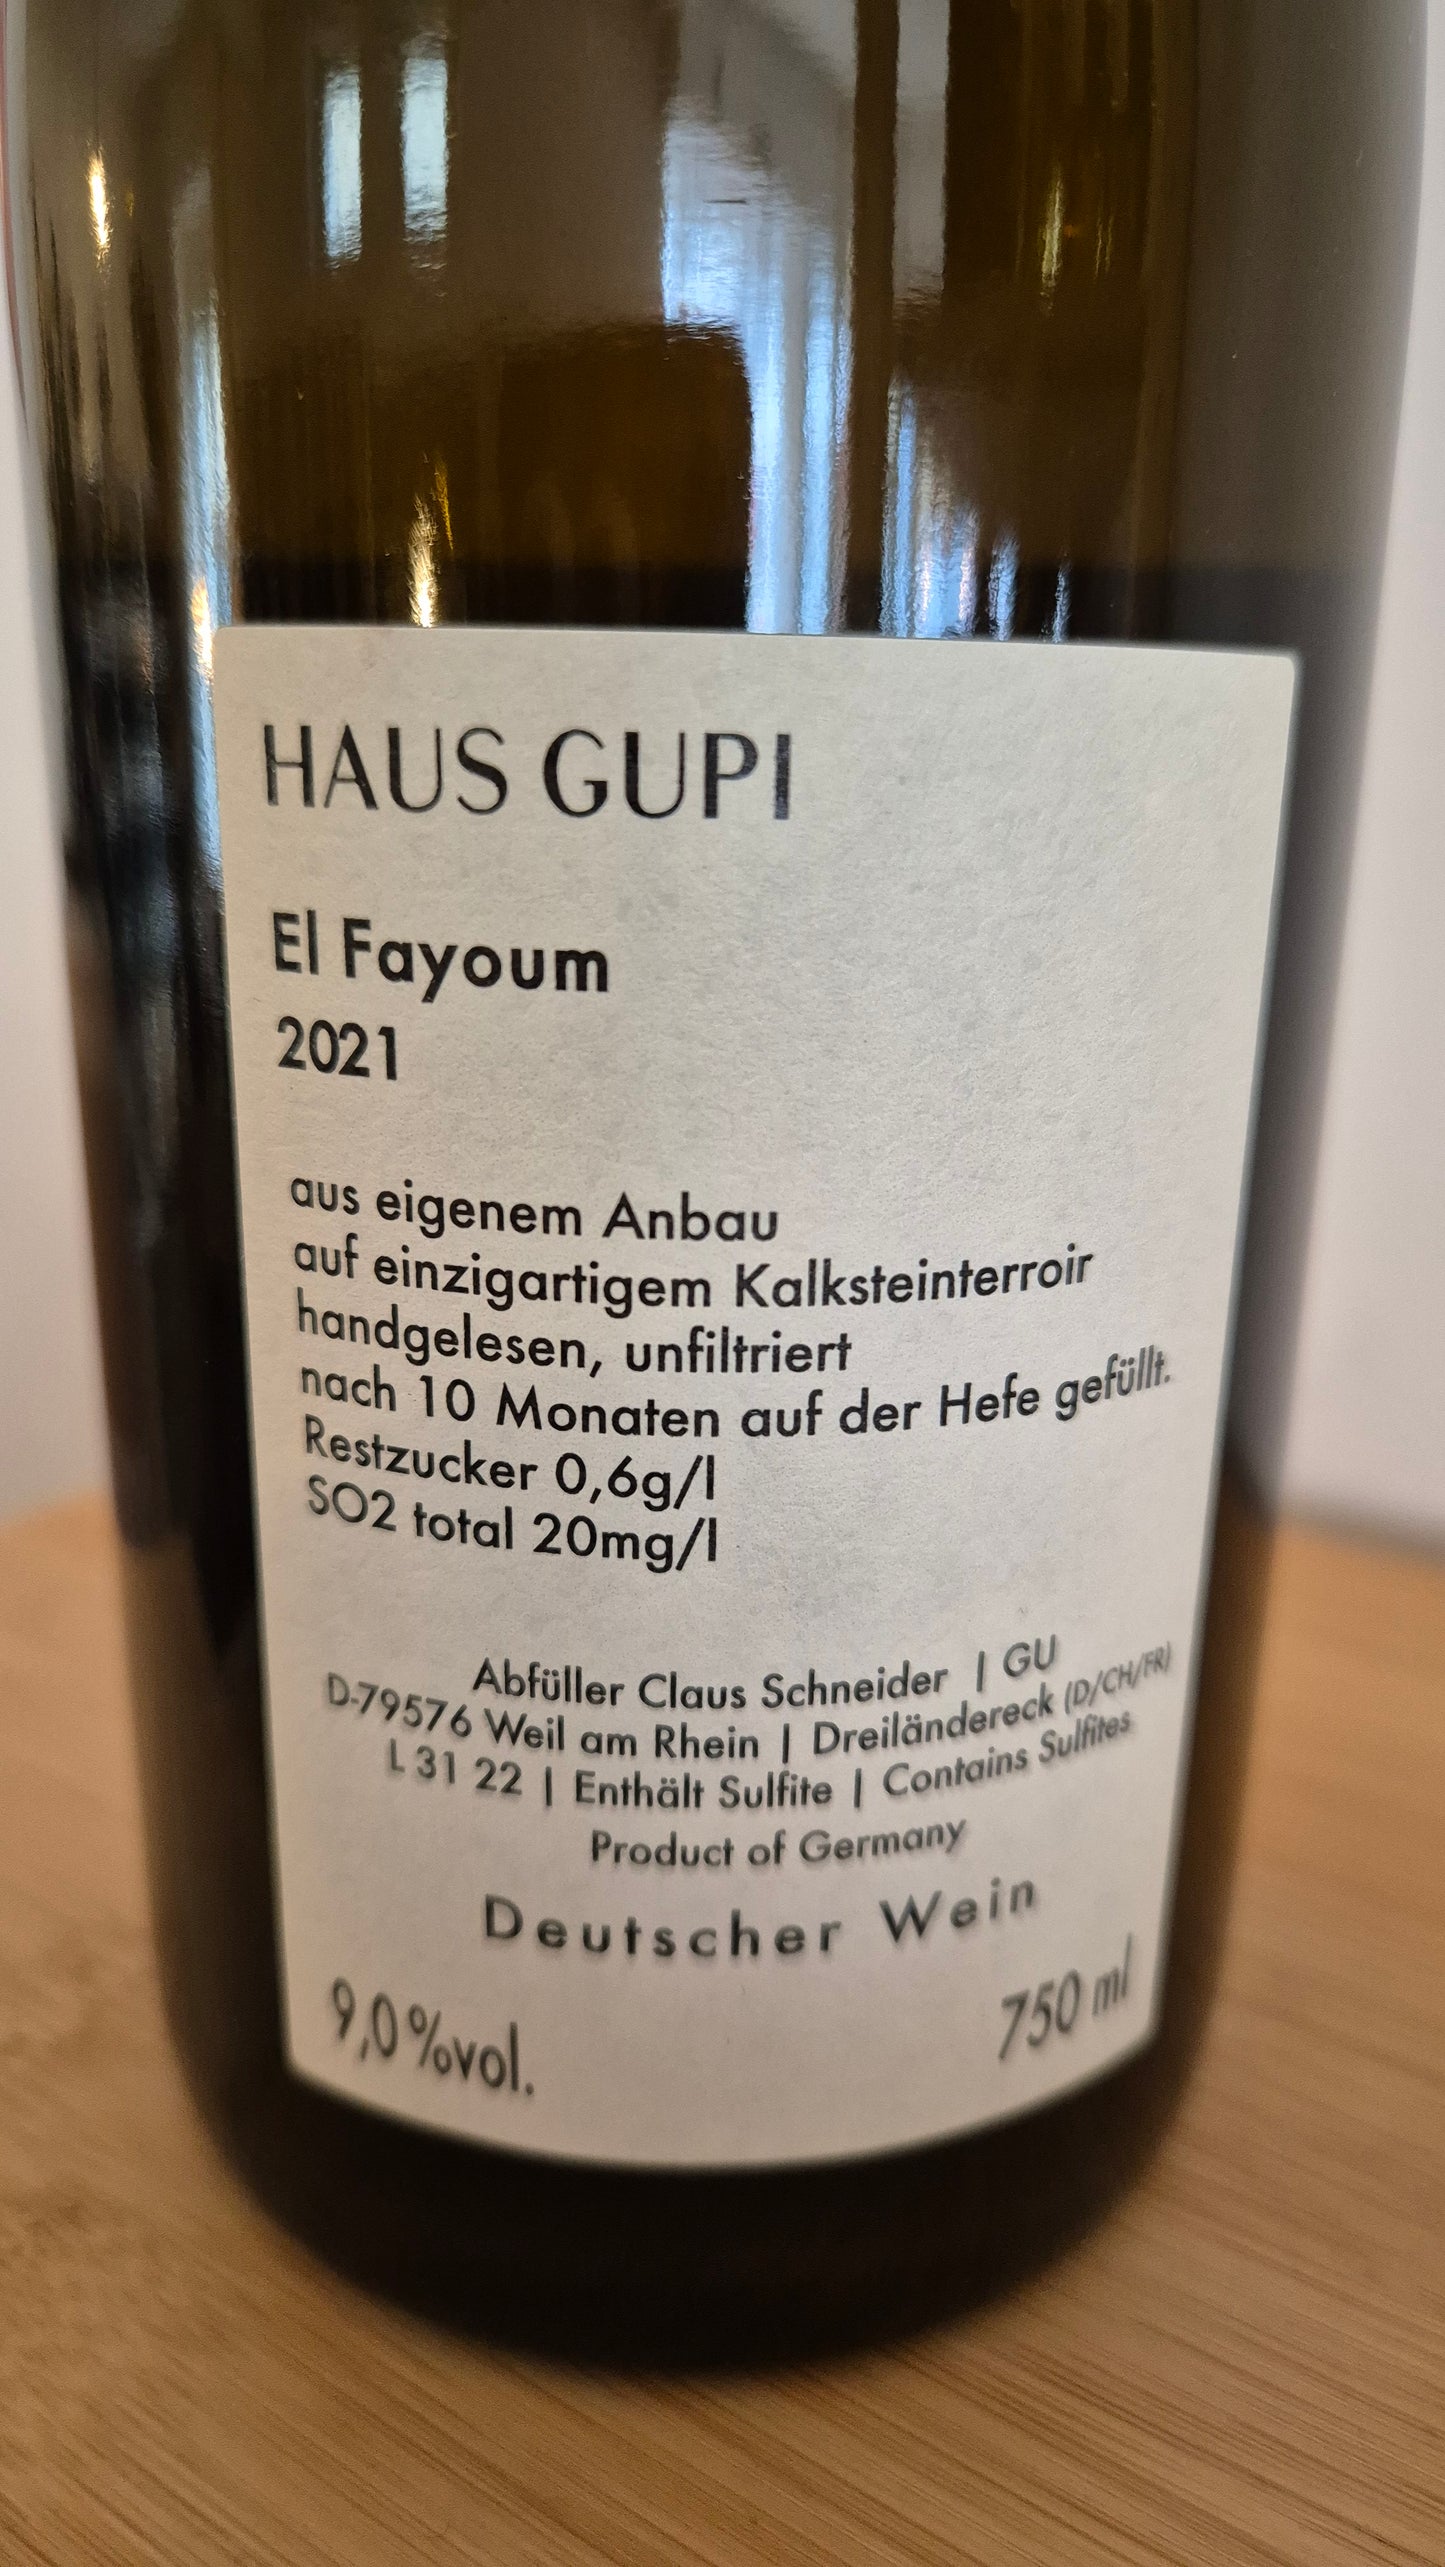 HAUS GUPI
El Fayoum
2021
aus eigenem Anbau
auf einzigartigem Kalksteinterroir
handgelesen, unfiltriert
nach 10 Monaten auf der Hefe gefüllt.
Restzucker 0,6g/l
SO2 total 20mg/l
Abfüller Claus Schneider | GU
D-79576 Weil am Rhein | Dreiländereck (D/CH/FR)
L 31 22 | Enthält Sulfite | Contains Sulfites
Product of Germany
Deutscher Wein
9,0%vol. 750 ml